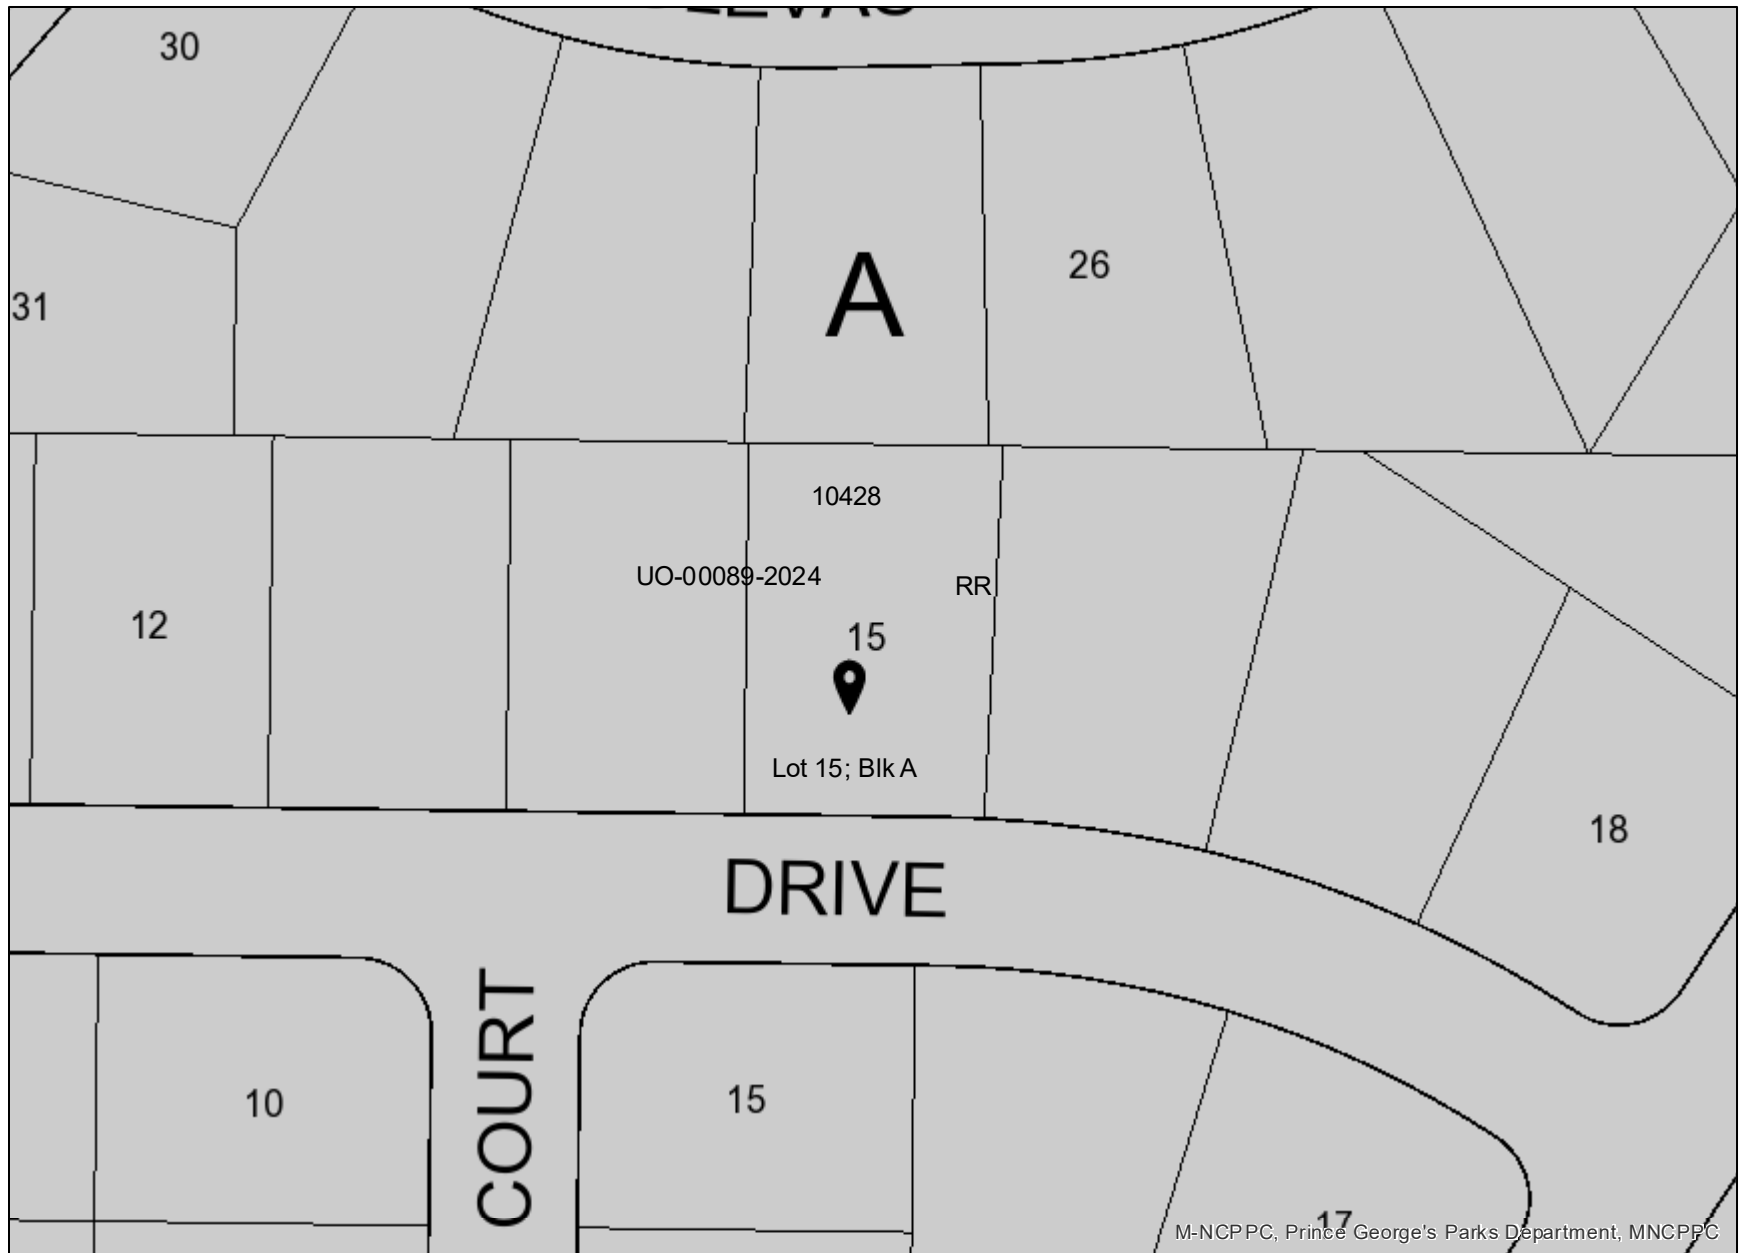 30
31
A
26
10428
UO-00089-2024
RR
12
15
Lot 15; Blk A
18
DRIVE
COURT
10
15
17
M-NCPPC, Prince George's Parks Department, MNCPPC